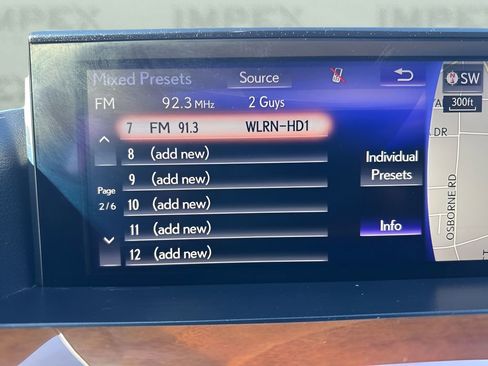 IMPEX
Mixed Presets
Source
SW
FM 92.3 MHz 2 Guys
300ft
7 FM 91.3 WLRN-HD1
8 (add new)
DR
9 (add new)
Individual
Presets
Page
10 (add new)
2/6
OSBORNE RD
11 (add new)
Info
12 (add new)